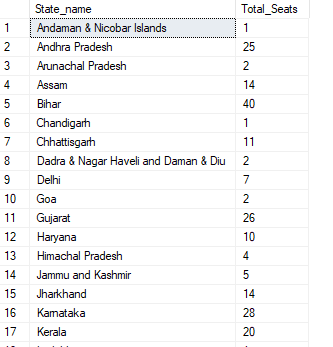 State_name Total_Seats
1 Andaman & Nicobar Islands 1
2 Andhra Pradesh 25
3 Arunachal Pradesh 2
4 Assam 14
5 Bihar 40
6 Chandigarh 1
7 Chhattisgarh 11
8 Dadra & Nagar Haveli and Daman & Diu 2
9 Delhi 7
10 Goa 2
11 Gujarat 26
12 Haryana 10
13 Himachal Pradesh 4
14 Jammu and Kashmir 5
15 Jharkhand 14
16 Karnataka 28
17 Kerala 20